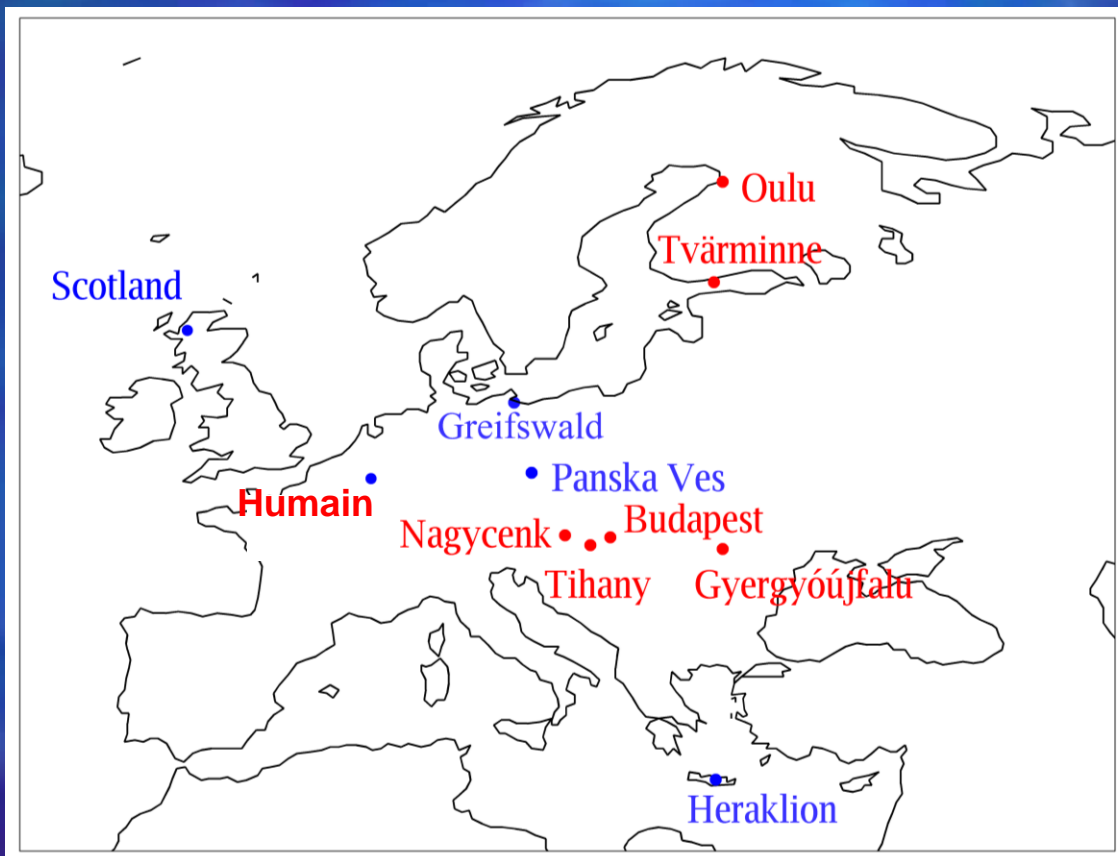 Oulu
Tvärminne
Scotland
Greifswald
Panska Ves
Humain
Nagycenk
Budapest
Tihany
Gyergyóújfalu
Heraklion